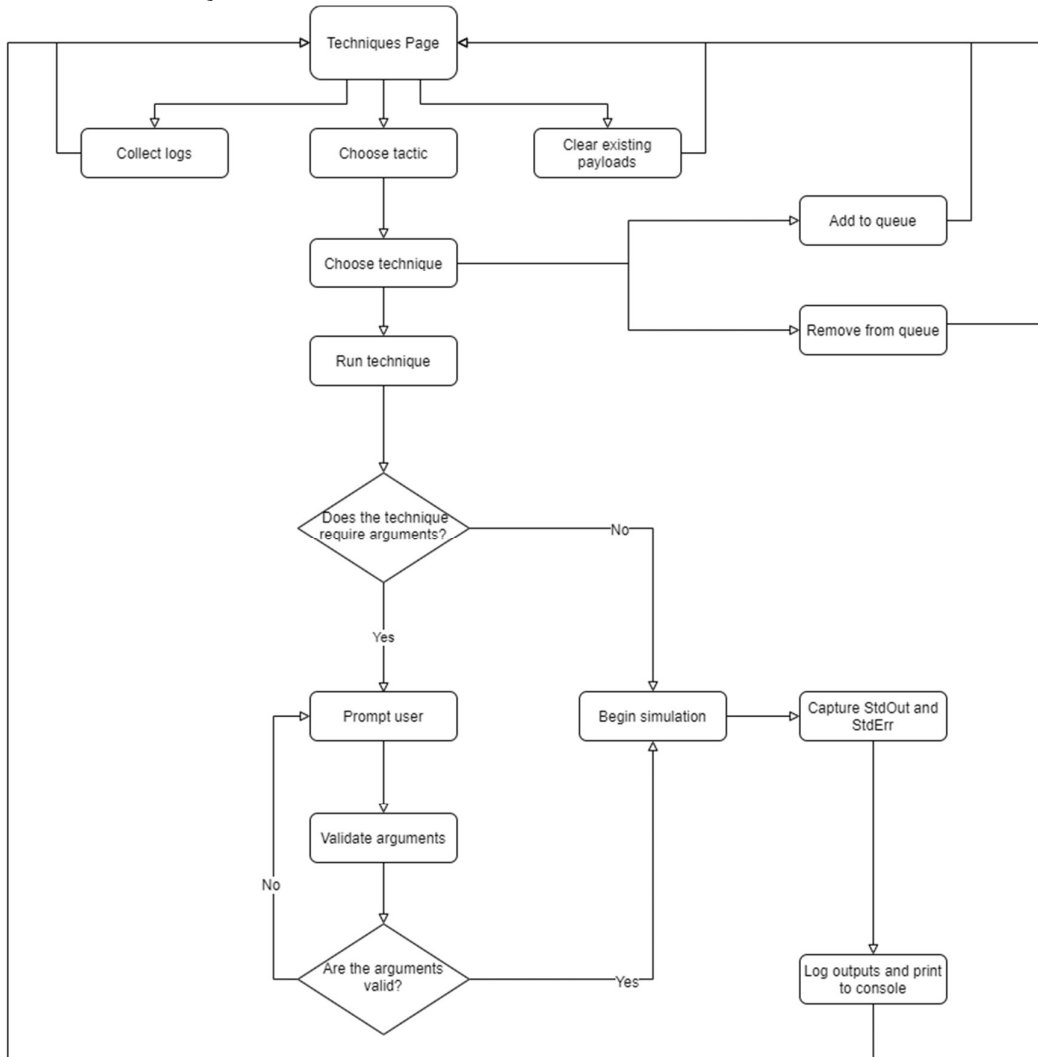 Techniques Page
Collect logs
Choose tactic
Clear existing
payloads
Add to queue
Choose technique
Remove from queue
Run technique
Does the technique
require arguments?
No
Yes
Prompt user
Begin simulation
Capture StdOut and
StdErr
Validate arguments
No
Are the arguments
valid?
Yes
Log outputs and print
to console